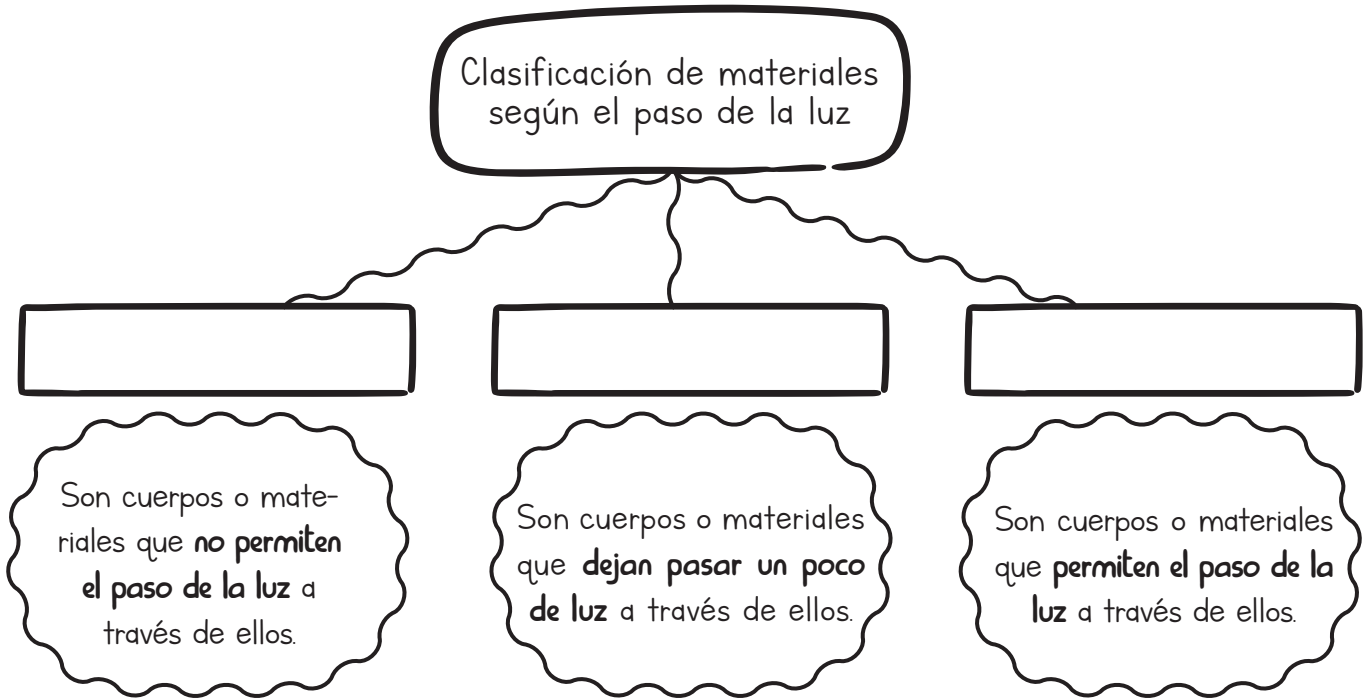 Clasificación de materiales
según el paso de la luz
Son cuerpos o mate-
riales que no permiten
el paso de la luz a
través de ellos.
Son cuerpos o materiales
que dejan pasar un poco
de luz a través de ellos.
Son cuerpos o materiales
que permiten el paso de la
luz a través de ellos.